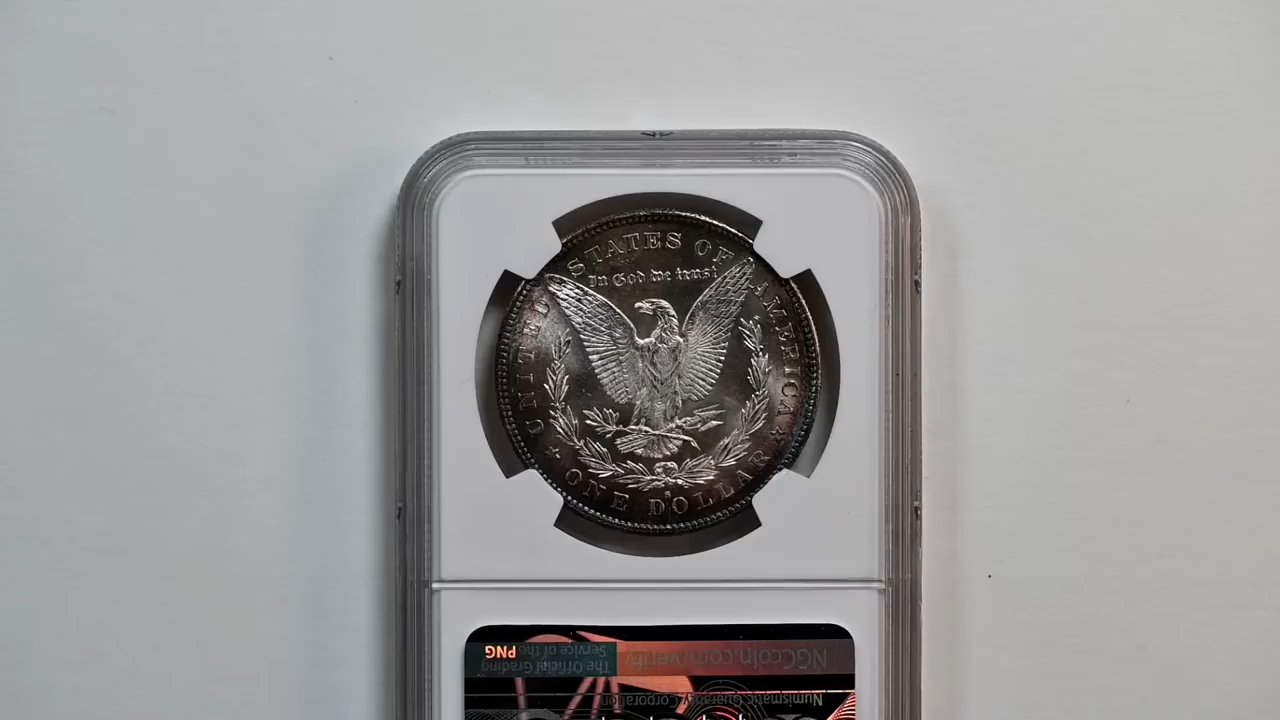 UNITED STATES OF AMERICA
In God we trust
ONE DOLLAR
S
NGCcoin.com/verify
The Official Grading
Service of the PNG
Numismatic Guaranty Corporation